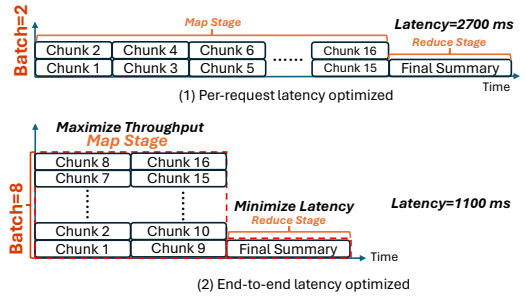 Map Stage
Latency=2700 ms
Batch=2
Reduce Stage
Chunk 2 Chunk 4 Chunk 6 Chunk 16
Chunk 1 Chunk 3 Chunk 5 ...... Chunk 15 Final Summary
Time
(1) Per-request latency optimized
Maximize Throughput
Map Stage
Batch=8
Chunk 8 Chunk 16
Chunk 7 Chunk 15
Minimize Latency
Latency=1100 ms
Reduce Stage
Chunk 2 Chunk 10
Chunk 1 Chunk 9 Final Summary
Time
(2) End-to-end latency optimized